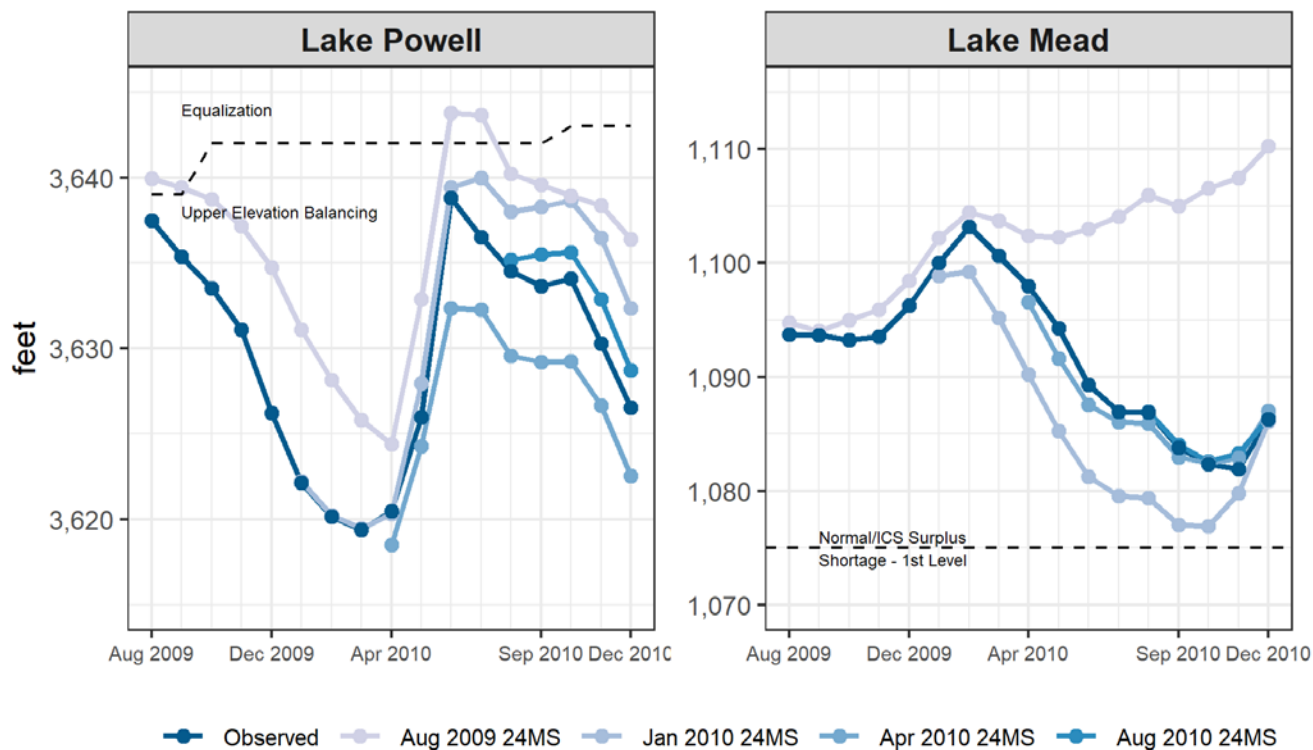 Lake Powell
Lake Mead
feet
3,640
3,630
3,620
Equalization
Upper Elevation Balancing
Aug 2009
Dec 2009
Apr 2010
Sep 2010
Dec 2010
1,110
1,100
1,090
1,080
1,070
Normal/ICS Surplus
Shortage - 1st Level
Aug 2009
Dec 2009
Apr 2010
Sep 2010
Dec 2010
Observed
Aug 2009 24MS
Jan 2010 24MS
Apr 2010 24MS
Aug 2010 24MS